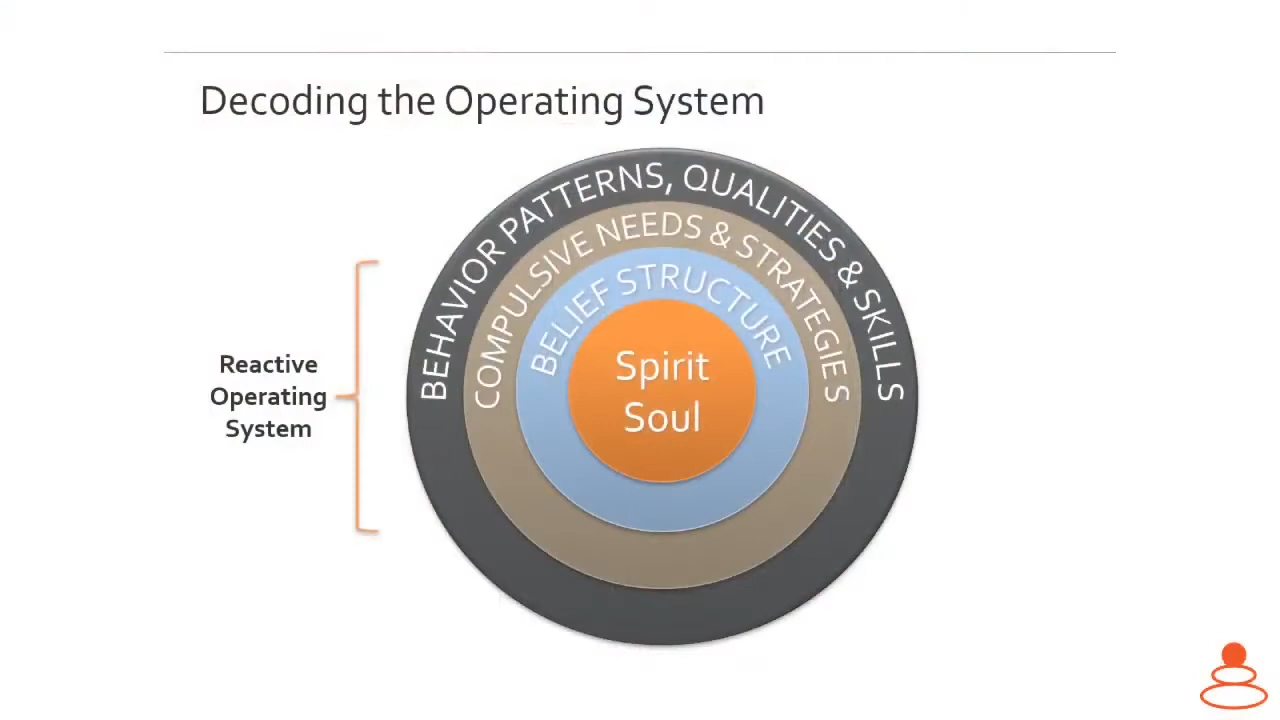 Decoding the Operating System
BEHAVIOR PATTERNS, QUALITIES & SKILLS
COMPULSIVE NEEDS & STRATEGIES
BELIEF STRUCTURE
Spirit
Soul
Reactive
Operating
System